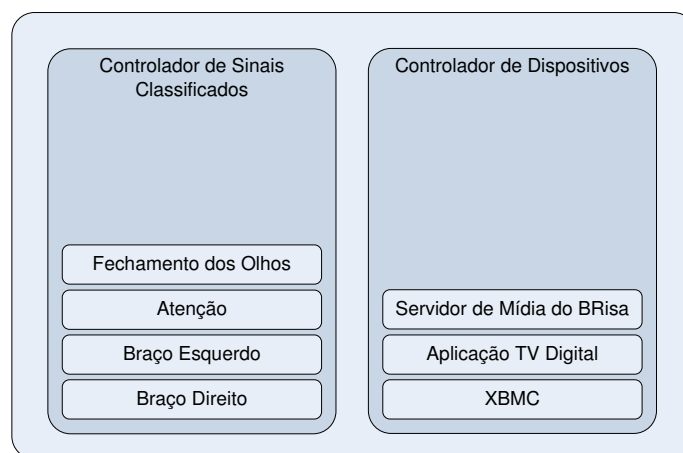 Controlador de Sinais
Classificados
Fechamento dos Olhos
Atenção
Braço Esquerdo
Braço Direito
Controlador de Dispositivos
Servidor de Mídia do BRisa
Aplicação TV Digital
XBMC